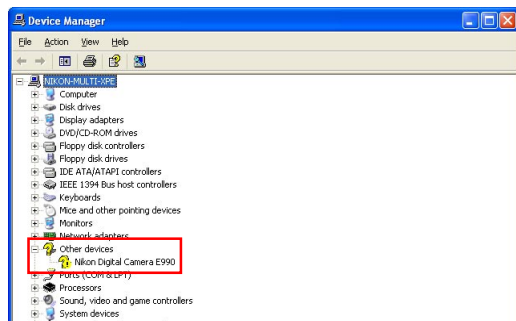 Device Manager
File Action View Help
NIKON-MULTI-XPE
Computer
Disk drives
Display adapters
DVD/CD-ROM drives
Floppy disk controllers
Floppy disk drives
IDE ATA/ATAPI controllers
IEEE 1394 Bus host controllers
Keyboards
Mice and other pointing devices
Monitors
Network adapters
Other devices
Nikon Digital Camera E990
Ports (COM & LPT)
Processors
Sound, video and game controllers
System devices